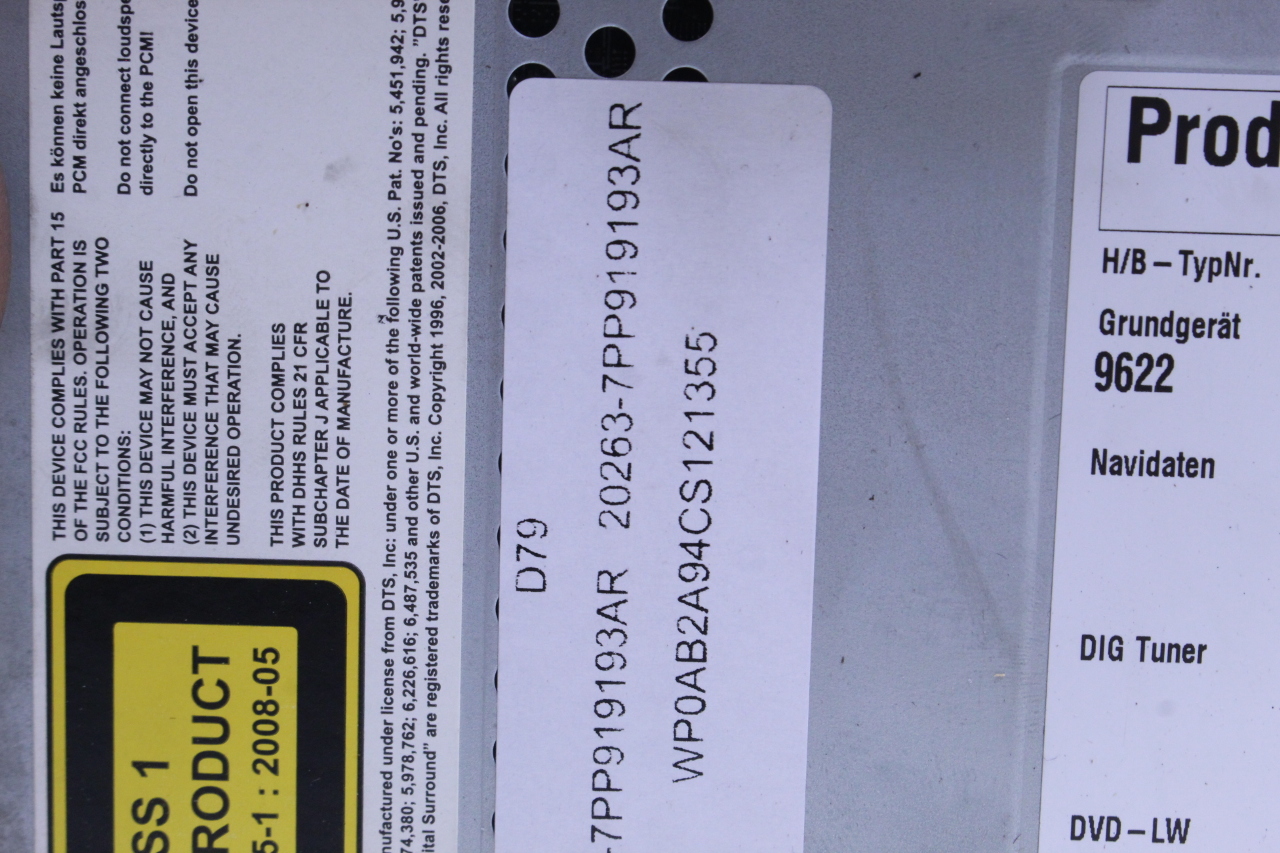 Es können keine Lautsp
PCM direkt angeschlos
Do not connect loudspe
directly to the PCM!
Do not open this device
THIS DEVICE COMPLIES WITH PART 15
OF THE FCC RULES. OPERATION IS
SUBJECT TO THE FOLLOWING TWO
CONDITIONS:
(1) THIS DEVICE MAY NOT CAUSE
HARMFUL INTERFERENCE, AND
(2) THIS DEVICE MUST ACCEPT ANY
INTERFERENCE THAT MAY CAUSE
UNDESIRED OPERATION.
THIS PRODUCT COMPLIES
WITH DHHS RULES 21 CFR
SUBCHAPTER J APPLICABLE TO
THE DATE OF MANUFACTURE.
SS 1
RODUCT
5-1 : 2008-05
nufactured under license from DTS, Inc: under one or more of the following U.S. Pat. No's: 5,451,942; 5,9
74,380; 5,978,762; 6,226,616; 6,487,535 and other U.S. and world-wide patents issued and pending. "DTS"
ital Surround" are registered trademarks of DTS, Inc. Copyright 1996, 2002-2006, DTS, Inc. All rights rese
D79
-7PP919193AR 20263-7PP919193AR
WP0AB2A94CS121355
Prod
H/B – TypNr.
Grundgerät
9622
Navidaten
DIG Tuner
DVD – LW